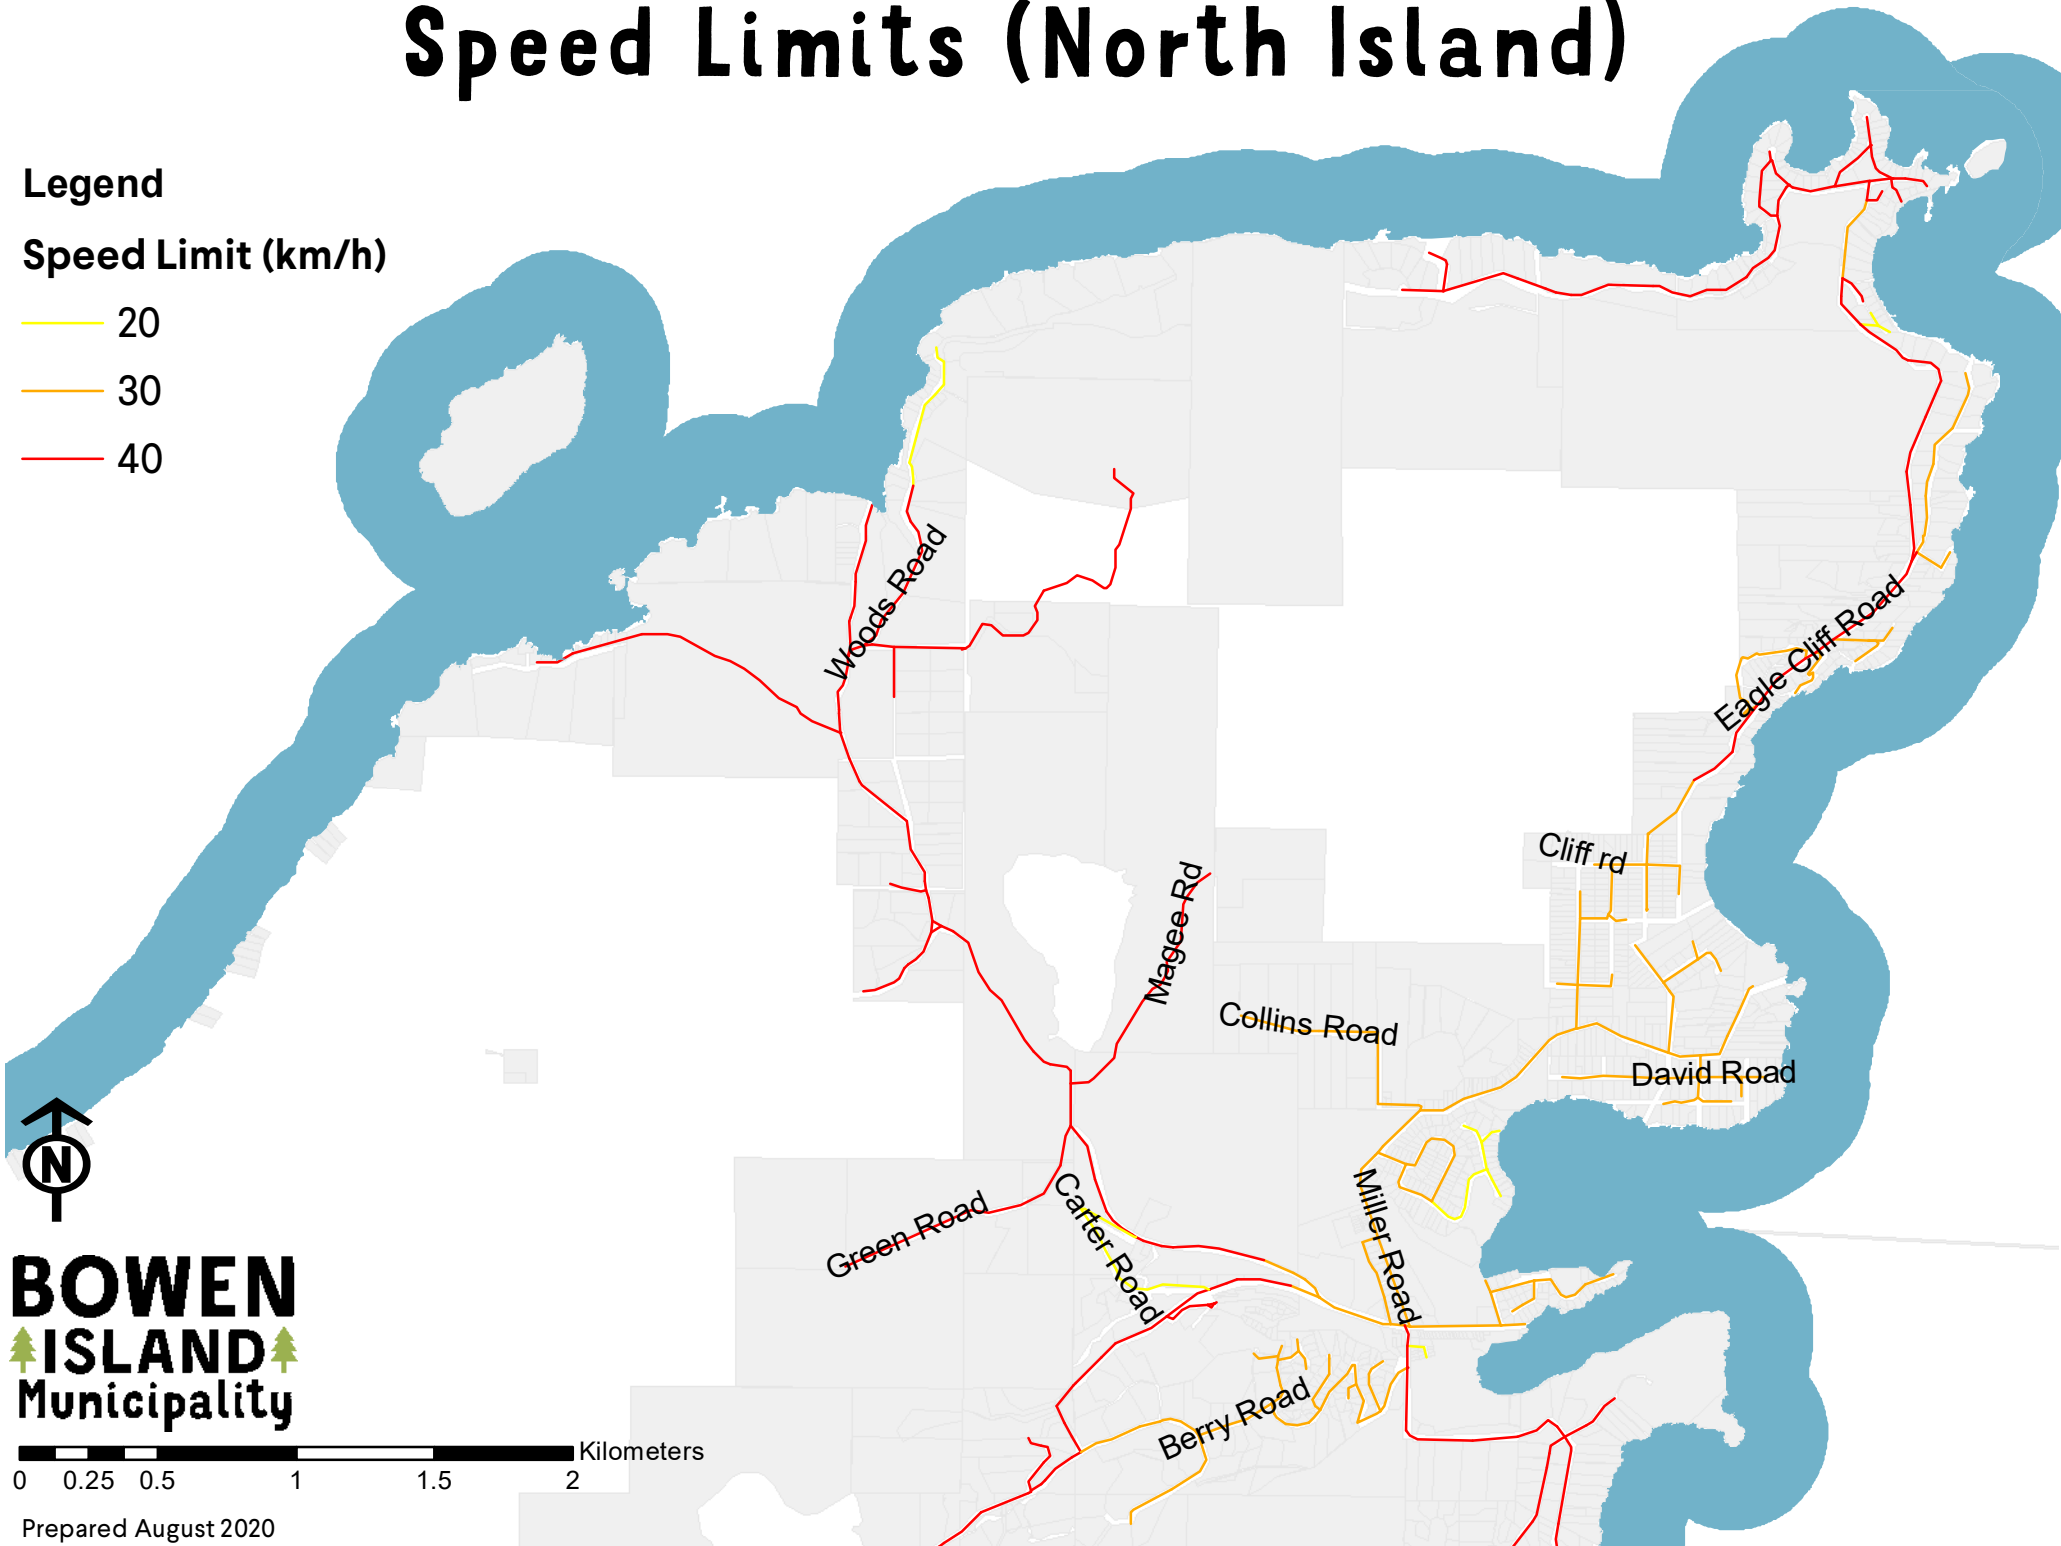 Speed Limits (North Island)
Legend
Speed Limit (km/h)
20
30
40
Woods Road
Eagle Cliff Road
Cliff rd
Magee Rd
Collins Road
David Road
Miller Road
Carter Road
Green Road
Berry Road
N
BOWEN
ISLAND
Municipality
Kilometers
0 0.25 0.5 1 1.5 2
Prepared August 2020